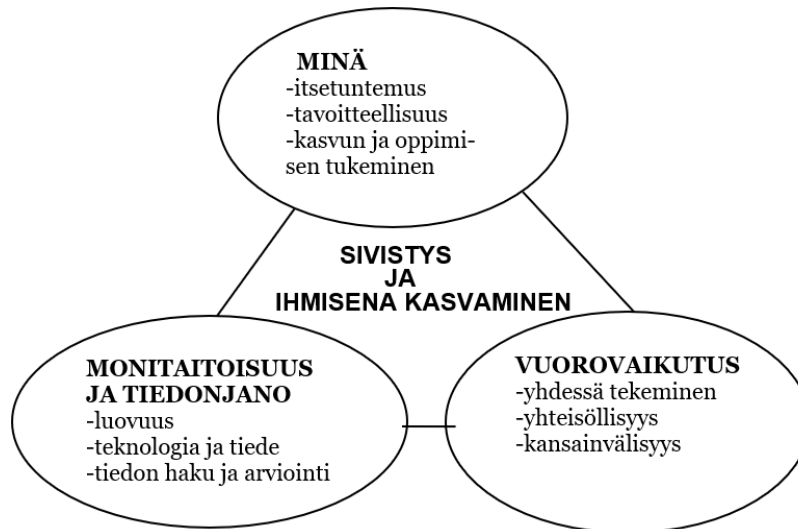 MINÄ
-itsetuntemus
-tavoitteellisuus
-kasvun ja oppimi-
sen tukeminen
SIVISTYS
JA
IHMISENA KASVAMINEN
MONITAITOISUUS
JA TIEDONJANO
-luovuus
-teknologia ja tiede
-tiedon haku ja arviointi
VUOROVAIKUTUS
-yhdessä tekeminen
-yhteisöllisyys
-kansainvälisyys